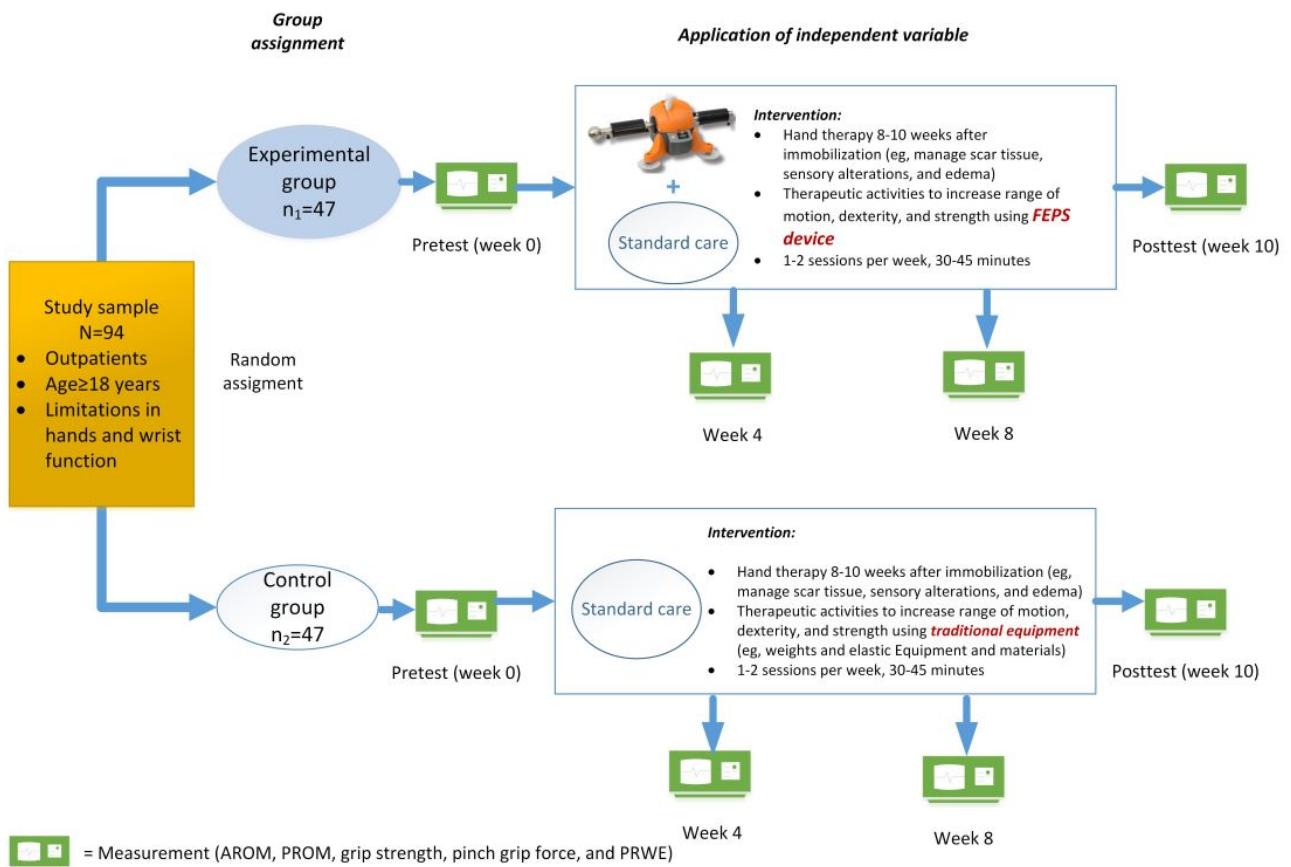 Group
assignment
Application of independent variable
Experimental
group
n₁=47
Pretest (week 0)
+
Standard care
Intervention:
• Hand therapy 8-10 weeks after
immobilization (eg, manage scar tissue,
sensory alterations, and edema)
• Therapeutic activities to increase range of
motion, dexterity, and strength using FEPS
device
• 1-2 sessions per week, 30-45 minutes
Posttest (week 10)
Week 4
Week 8
Study sample
N=94
• Outpatients
• Age≥18 years
• Limitations in
hands and wrist
function
Random
assigment
Control
group
n₂=47
Pretest (week 0)
Standard care
Intervention:
• Hand therapy 8-10 weeks after immobilization (eg,
manage scar tissue, sensory alterations, and edema)
• Therapeutic activities to increase range of motion,
dexterity, and strength using traditional equipment
(eg, weights and elastic Equipment and materials)
• 1-2 sessions per week, 30-45 minutes
Posttest (week 10)
Week 4
Week 8
= Measurement (AROM, PROM, grip strength, pinch grip force, and PRWE)